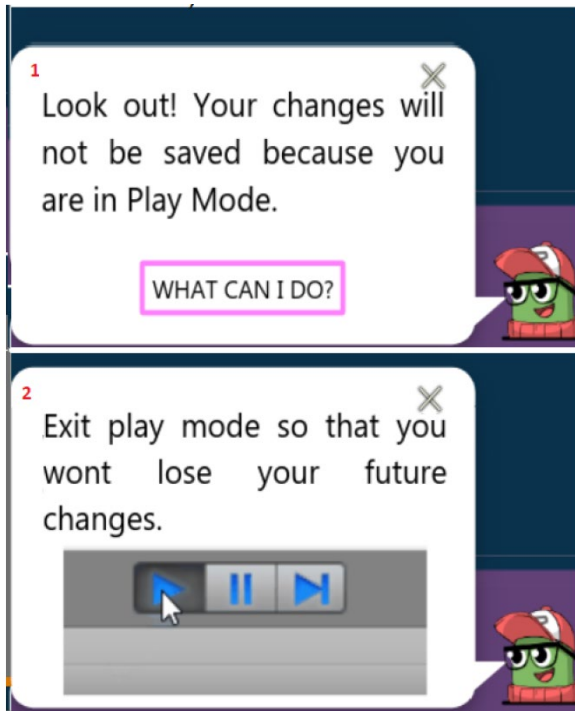 1
Look out! Your changes will
not be saved because you
are in Play Mode.
WHAT CAN I DO?
2
Exit play mode so that you
wont lose your future
changes.